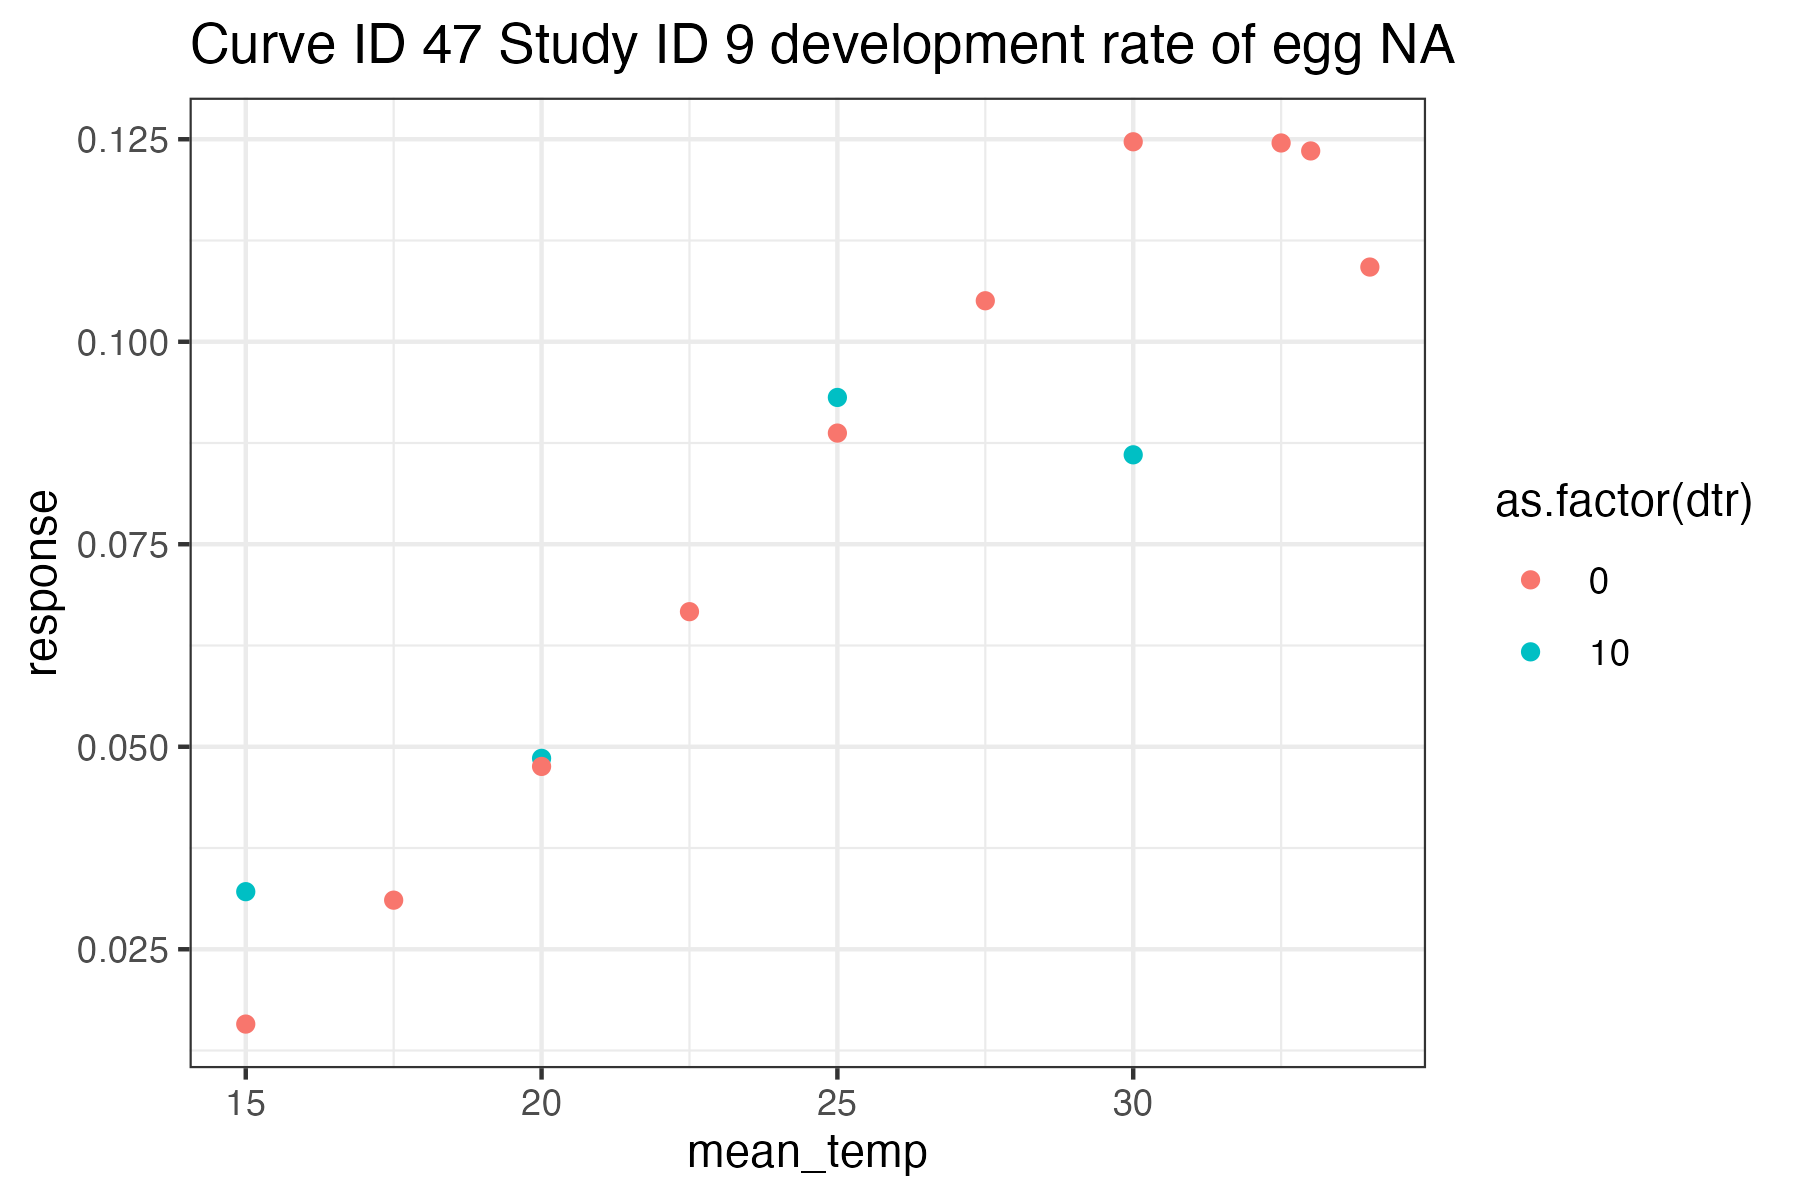 Curve ID 47 Study ID 9 development rate of egg NA
0.125
0.100
0.075
0.050
0.025
response
15 20 25 30
mean_temp
as.factor(dtr)
0
10